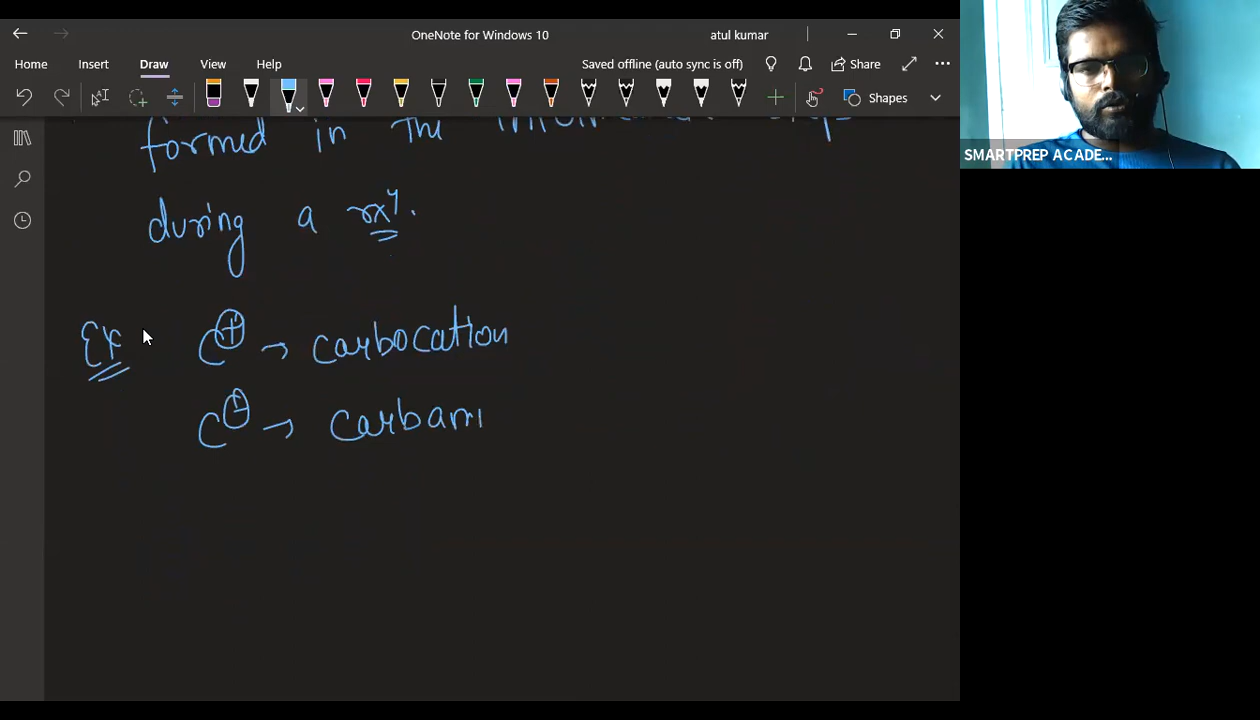 OneNote for Windows 10
atul kumar
Home Insert Draw View Help
Saved offline (auto sync is off)
Share
Shapes
SMARTPREP ACADE...
formed in the
during a rxⁿ.
Ex C⊕ → carbocation
C⊖ → carbani